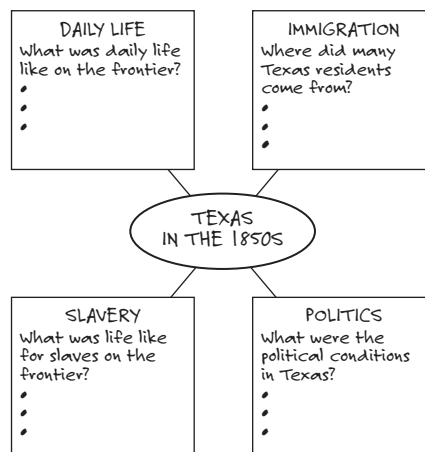 DAILY LIFE
What was daily life
like on the frontier?
•
•
•
IMMIGRATION
Where did many
Texas residents
come from?
•
•
•
TEXAS
IN THE 1850S
SLAVERY
What was life like
for slaves on the
frontier?
•
•
•
POLITICS
What were the
political conditions
in Texas?
•
•
•